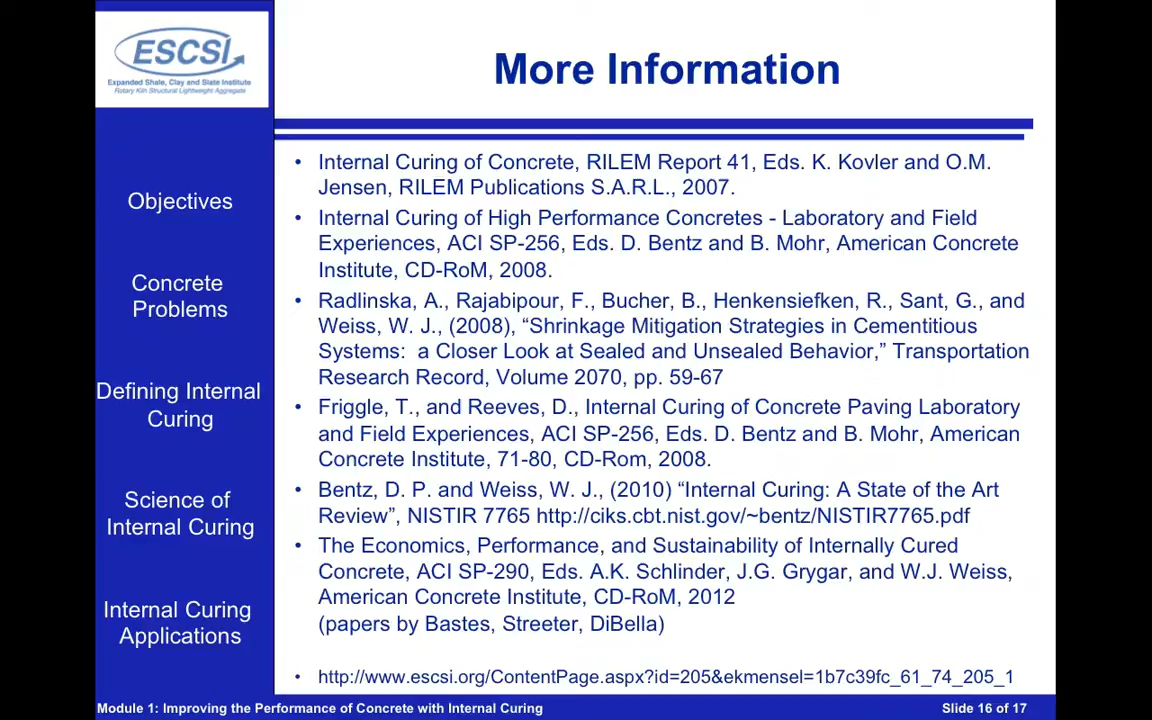 ESCSI
Expanded Shale, Clay and Slate Institute
Rotary Kiln Structural Lightweight Aggregate
More Information
Objectives
Concrete
Problems
Defining Internal
Curing
Science of
Internal Curing
Internal Curing
Applications
• Internal Curing of Concrete, RILEM Report 41, Eds. K. Kovler and O.M.
Jensen, RILEM Publications S.A.R.L., 2007.
• Internal Curing of High Performance Concretes - Laboratory and Field
Experiences, ACI SP-256, Eds. D. Bentz and B. Mohr, American Concrete
Institute, CD-RoM, 2008.
• Radlinska, A., Rajabipour, F., Bucher, B., Henkensiefken, R., Sant, G., and
Weiss, W. J., (2008), “Shrinkage Mitigation Strategies in Cementitious
Systems:  a Closer Look at Sealed and Unsealed Behavior,” Transportation
Research Record, Volume 2070, pp. 59-67
• Friggle, T., and Reeves, D., Internal Curing of Concrete Paving Laboratory
and Field Experiences, ACI SP-256, Eds. D. Bentz and B. Mohr, American
Concrete Institute, 71-80, CD-Rom, 2008.
• Bentz, D. P. and Weiss, W. J., (2010) “Internal Curing: A State of the Art
Review”, NISTIR 7765 http://ciks.cbt.nist.gov/~bentz/NISTIR7765.pdf
• The Economics, Performance, and Sustainability of Internally Cured
Concrete, ACI SP-290, Eds. A.K. Schlinder, J.G. Grygar, and W.J. Weiss,
American Concrete Institute, CD-RoM, 2012
(papers by Bastes, Streeter, DiBella)
• http://www.escsi.org/ContentPage.aspx?id=205&ekmensel=1b7c39fc_61_74_205_1
Module 1: Improving the Performance of Concrete with Internal Curing
Slide 16 of 17